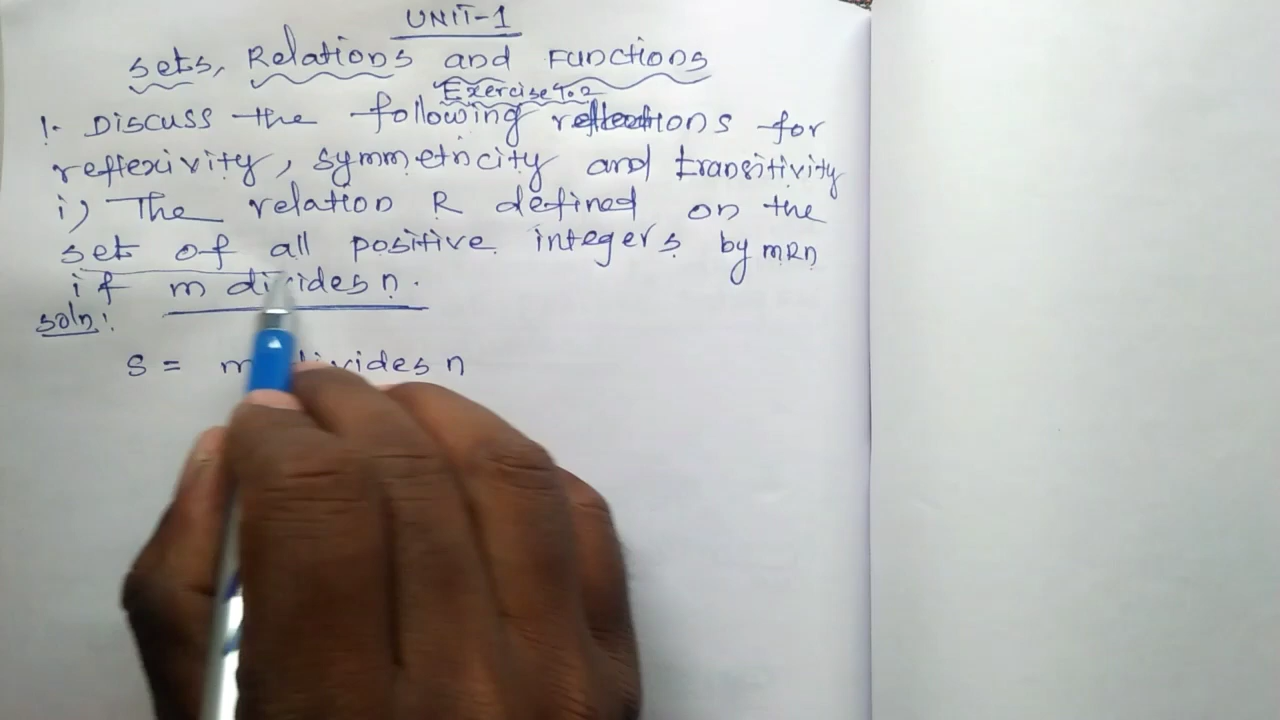 UNIT-1
Sets, Relations and Functions
Exercise 1.2
1. Discuss the following relations for
reflexivity, symmetricity and transitivity
i) The relation R defined on the
set of all positive integers by mRn
if m divides n.
Soln:
S = m divides n